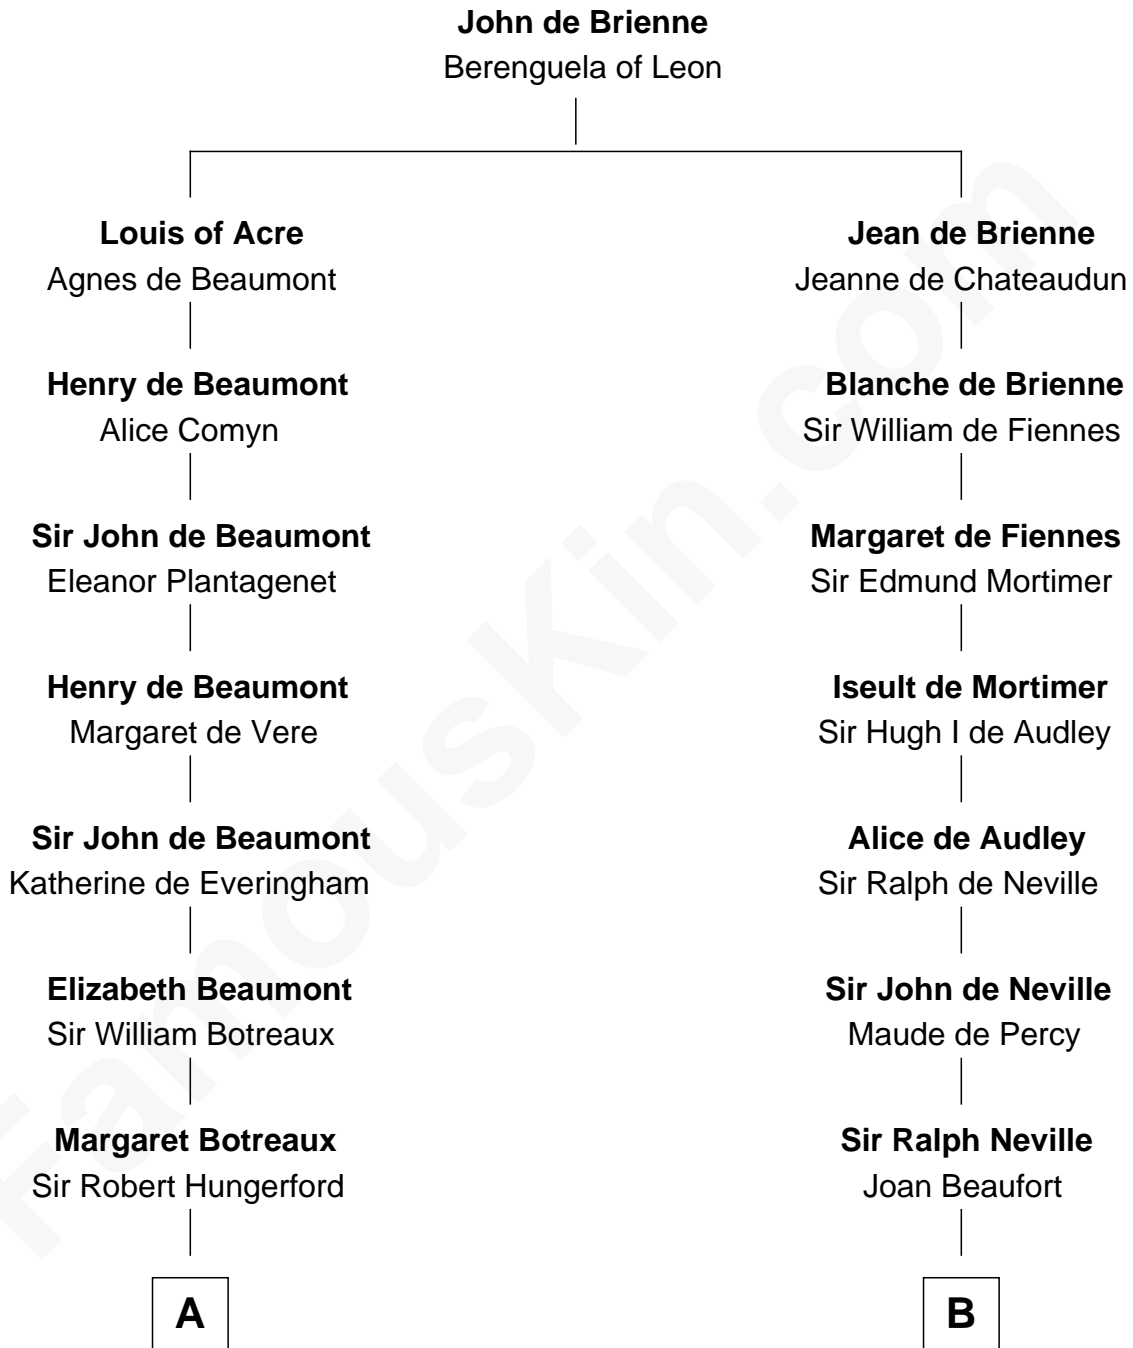 John de Brienne
Berenguela of Leon
Louis of Acre
Agnes de Beaumont
Jean de Brienne
Jeanne de Chateaudun
Henry de Beaumont
Alice Comyn
Blanche de Brienne
Sir William de Fiennes
Sir John de Beaumont
Eleanor Plantagenet
Margaret de Fiennes
Sir Edmund Mortimer
Henry de Beaumont
Margaret de Vere
Iseult de Mortimer
Sir Hugh I de Audley
Sir John de Beaumont
Katherine de Everingham
Alice de Audley
Sir Ralph de Neville
Elizabeth Beaumont
Sir William Botreaux
Sir John de Neville
Maude de Percy
Margaret Botreaux
Sir Robert Hungerford
Sir Ralph Neville
Joan Beaufort
A
B
FamousKin.com